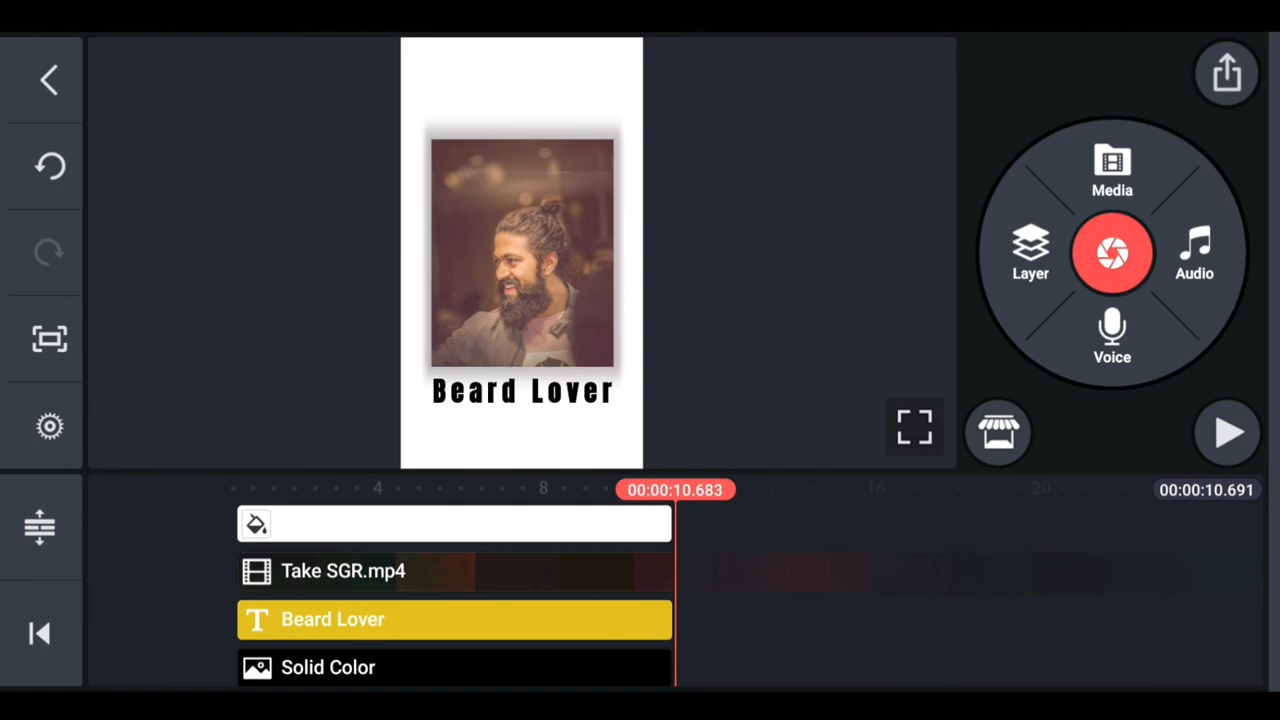 Media
Layer
Audio
Voice
Beard Lover
4
8
00:00:10.683
16
20
00:00:10.691
Take SGR.mp4
Beard Lover
Solid Color